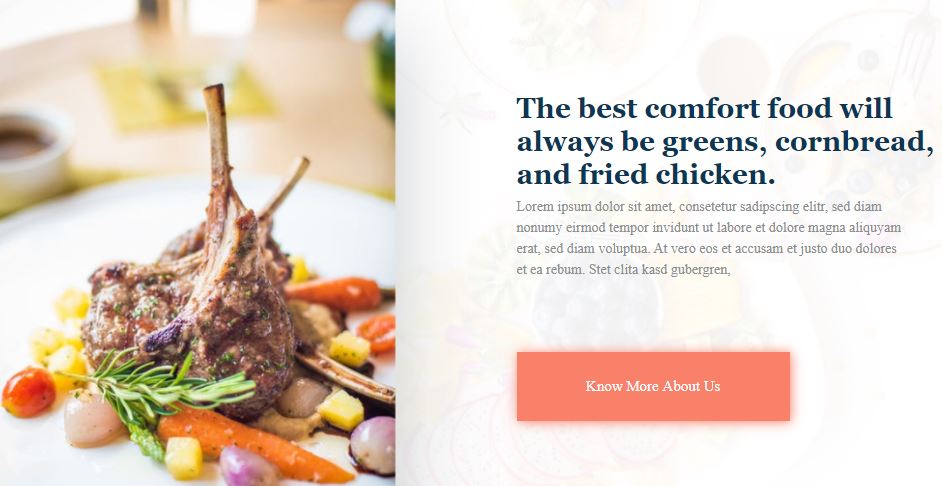 The best comfort food will
always be greens, cornbread,
and fried chicken.
Lorem ipsum dolor sit amet, consetetur sadipscing elitr, sed diam
nonumy eirmod tempor invidunt ut labore et dolore magna aliquyam
erat, sed diam voluptua. At vero eos et accusam et justo duo dolores
et ea rebum. Stet clita kasd gubergren,
Know More About Us